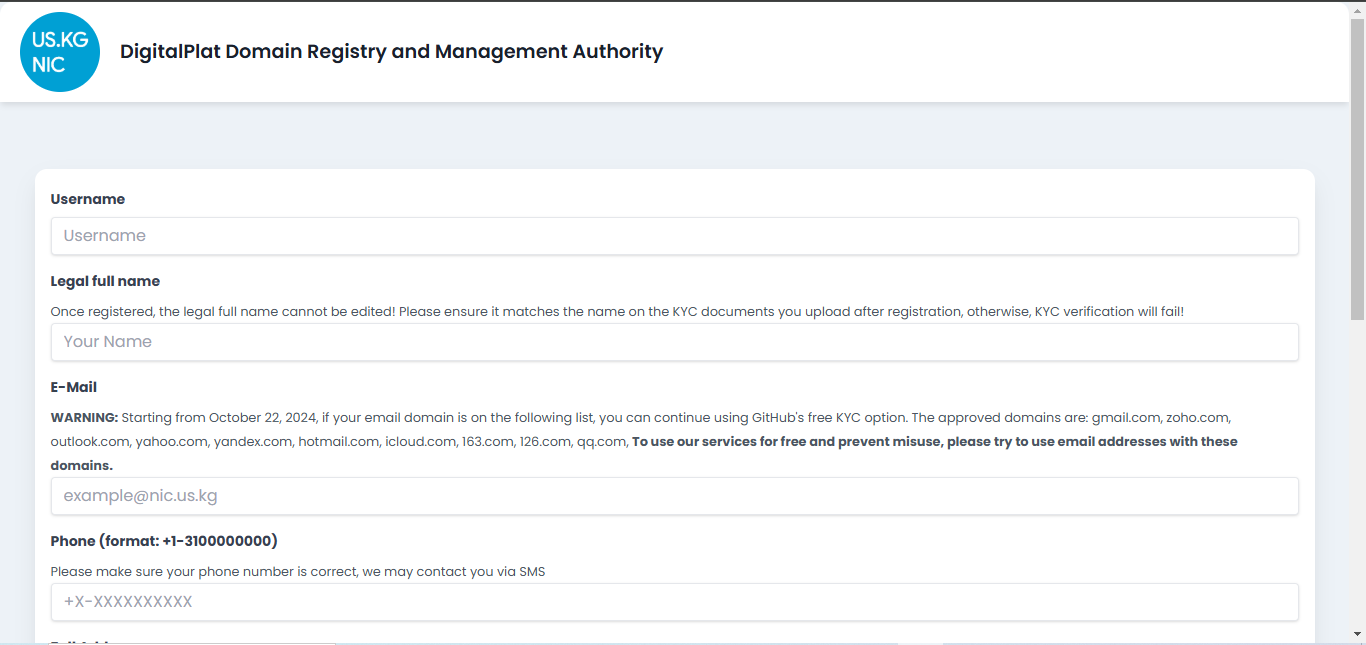 US.KG
NIC
DigitalPlat Domain Registry and Management Authority
Username
Username
Legal full name
Once registered, the legal full name cannot be edited! Please ensure it matches the name on the KYC documents you upload after registration, otherwise, KYC verification will fail!
Your Name
E-Mail
WARNING: Starting from October 22, 2024, if your email domain is on the following list, you can continue using GitHub's free KYC option. The approved domains are: gmail.com, zoho.com,
outlook.com, yahoo.com, yandex.com, hotmail.com, icloud.com, 163.com, 126.com, qq.com, To use our services for free and prevent misuse, please try to use email addresses with these
domains.
example@nic.us.kg
Phone (format: +1-3100000000)
Please make sure your phone number is correct, we may contact you via SMS
+X-XXXXXXXXXX